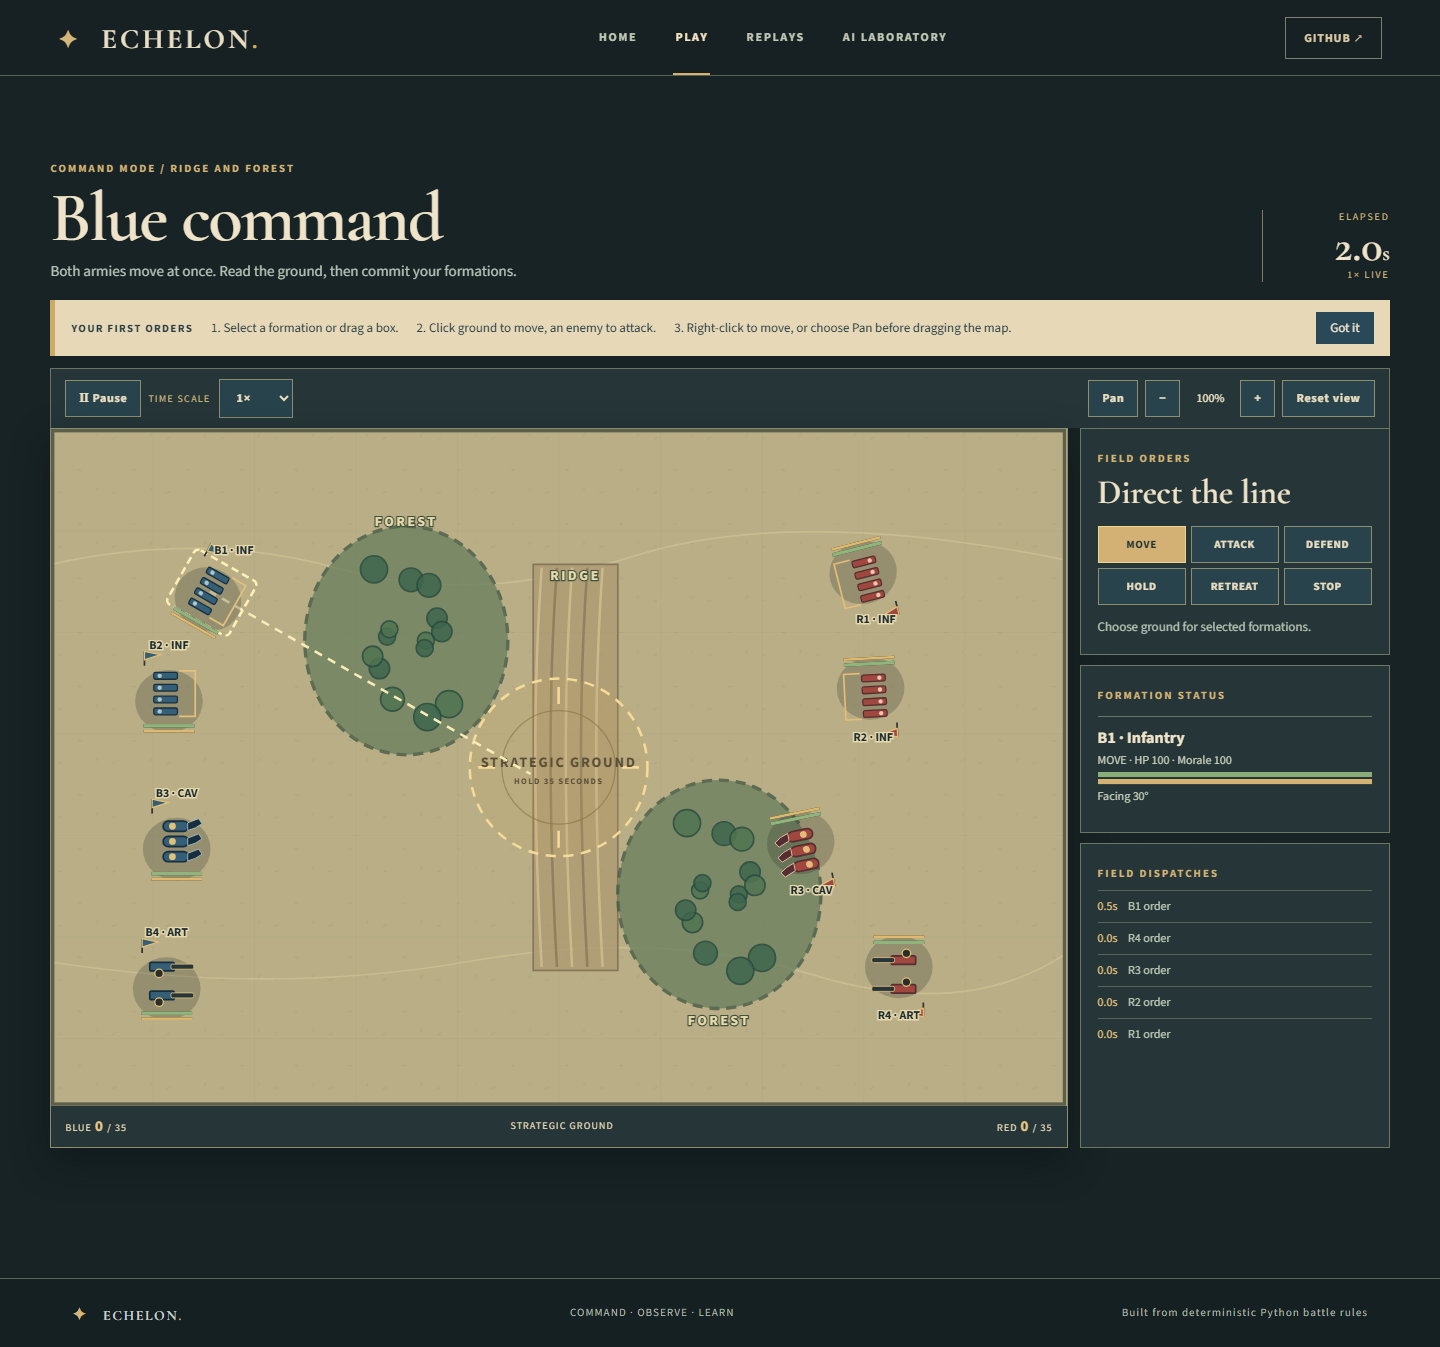 ECHELON.
HOME PLAY REPLAYS AI LABORATORY
GITHUB ↗
COMMAND MODE / RIDGE AND FOREST
Blue command
Both armies move at once. Read the ground, then commit your formations.
ELAPSED
2.0s
1× LIVE
YOUR FIRST ORDERS 1. Select a formation or drag a box. 2. Click ground to move, an enemy to attack. 3. Right-click to move, or choose Pan before dragging the map. Got it
Pause TIME SCALE 1× Pan − 100% + Reset view
FOREST
B1 · INF
RIDGE
R1 · INF
B2 · INF
R2 · INF
STRATEGIC GROUND
HOLD 35 SECONDS
B3 · CAV
R3 · CAV
B4 · ART
R4 · ART
FOREST
BLUE 0 / 35 STRATEGIC GROUND RED 0 / 35
FIELD ORDERS
Direct the line
MOVE ATTACK DEFEND
HOLD RETREAT STOP
Choose ground for selected formations.
FORMATION STATUS
B1 · Infantry
MOVE · HP 100 · Morale 100
Facing 30°
FIELD DISPATCHES
0.5s B1 order
0.0s R4 order
0.0s R3 order
0.0s R2 order
0.0s R1 order
ECHELON.
COMMAND · OBSERVE · LEARN
Built from deterministic Python battle rules